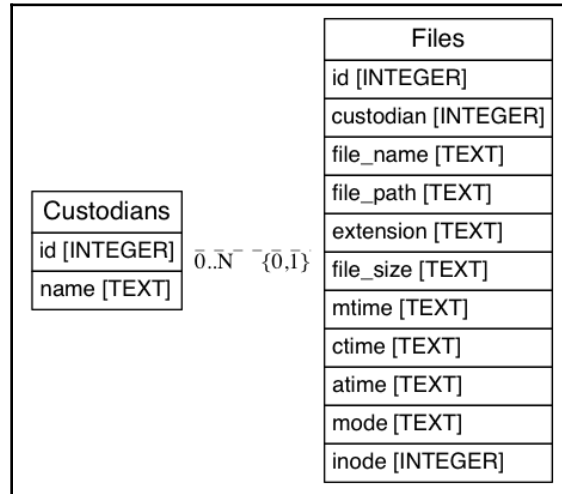 Custodians
id [INTEGER]
name [TEXT]
0..N {0,1}
Files
id [INTEGER]
custodian [INTEGER]
file_name [TEXT]
file_path [TEXT]
extension [TEXT]
file_size [TEXT]
mtime [TEXT]
ctime [TEXT]
atime [TEXT]
mode [TEXT]
inode [INTEGER]